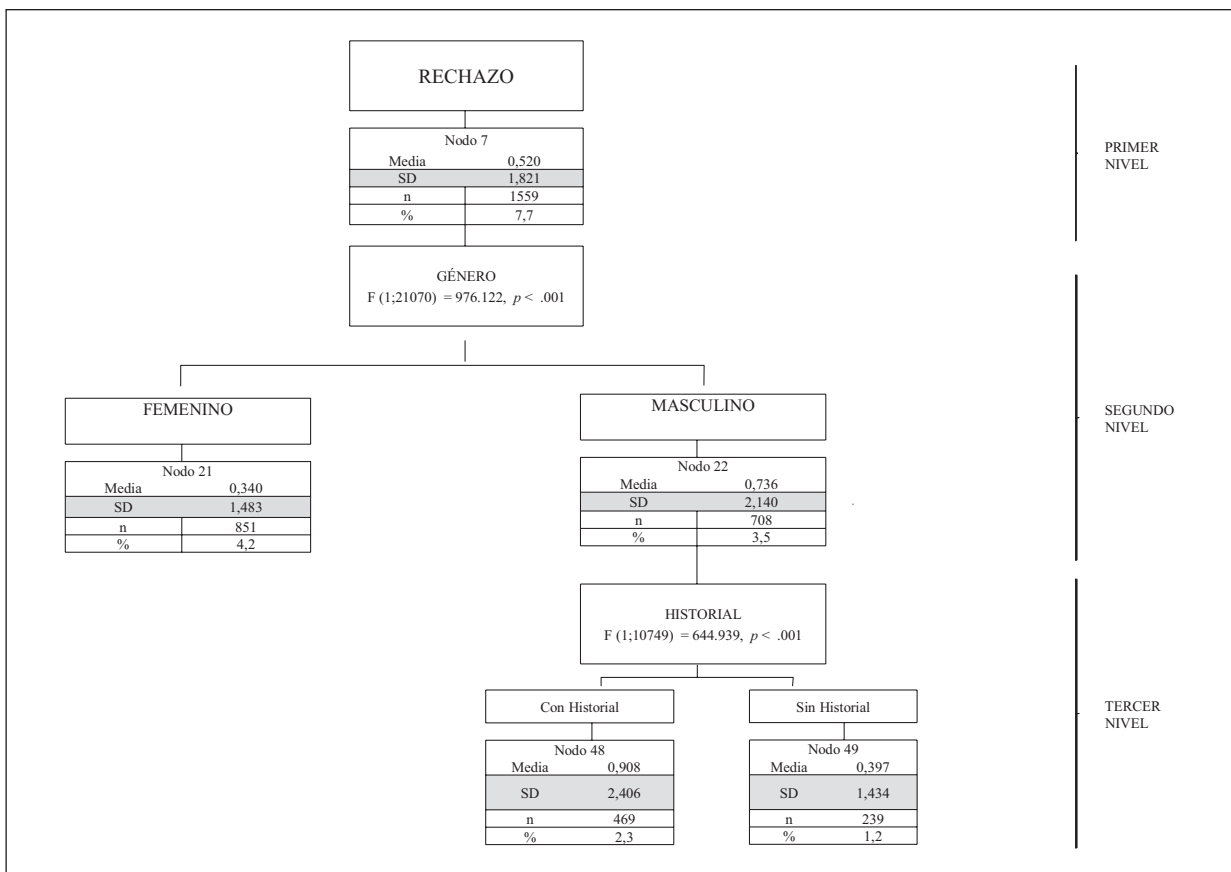 RECHAZO
Nodo 7
Media 0,520
SD 1,821
n 1559
% 7,7
PRIMER
NIVEL
GÉNERO
F (1;21070) = 976.122, p < .001
FEMENINO
Nodo 21
Media 0,340
SD 1,483
n 851
% 4,2
MASCULINO
Nodo 22
Media 0,736
SD 2,140
n 708
% 3,5
SEGUNDO
NIVEL
HISTORIAL
F (1;10749) = 644.939, p < .001
Con Historial
Nodo 48
Media 0,908
SD 2,406
n 469
% 2,3
Sin Historial
Nodo 49
Media 0,397
SD 1,434
n 239
% 1,2
TERCER
NIVEL